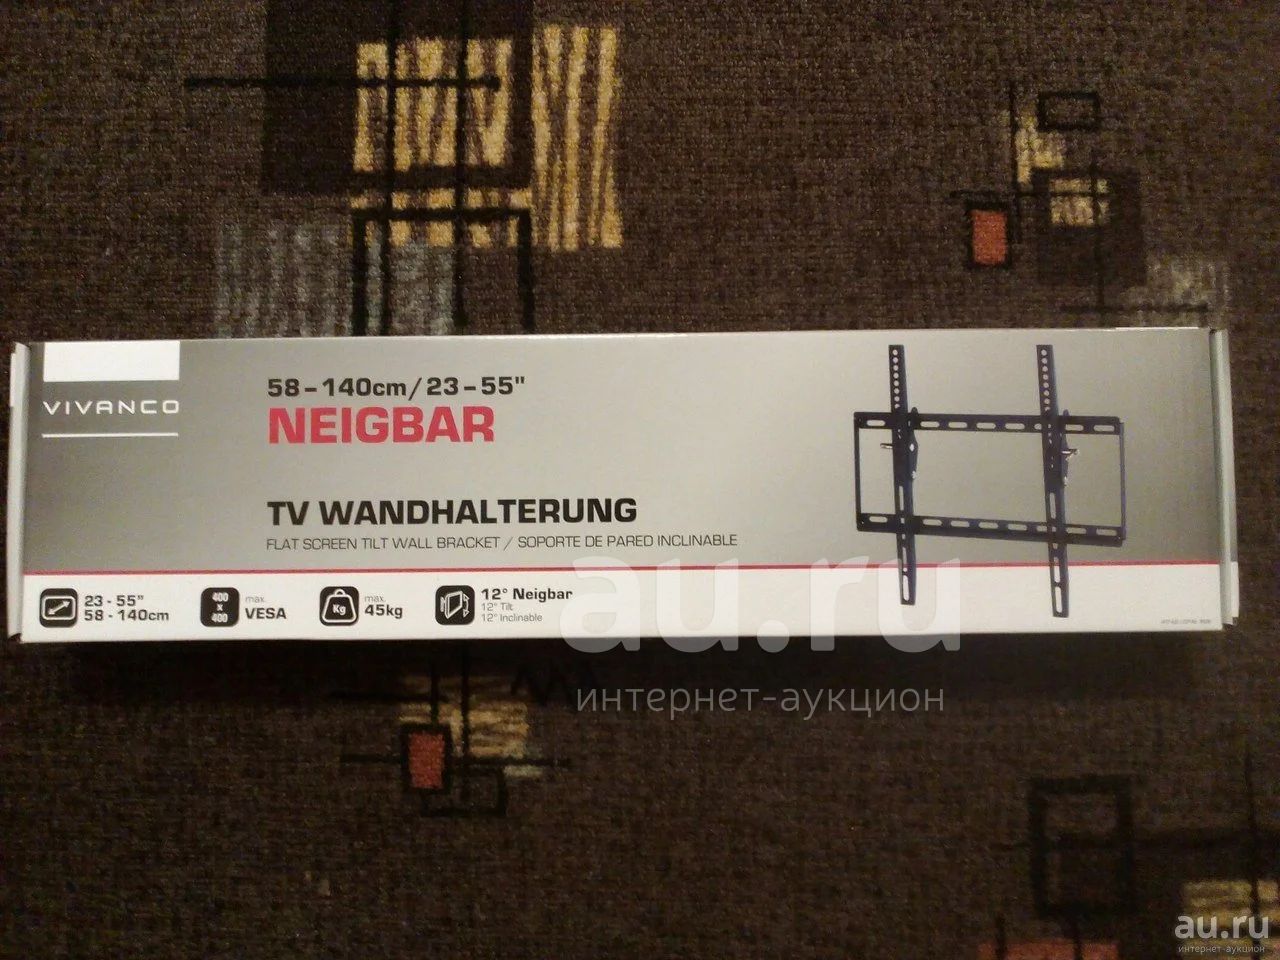 VIVANCO
58 – 140cm / 23 – 55"
NEIGBAR
TV WANDHALTERUNG
FLAT SCREEN TILT WALL BRACKET / SOPORTE DE PARED INCLINABLE
23 - 55"
58 - 140cm
400
x
400
max.
VESA
Kg
max.
45kg
12° Neigbar
12° Tilt
12° Inclinable
au.ru
интернет-аукцион
au.ru
интернет-аукцион